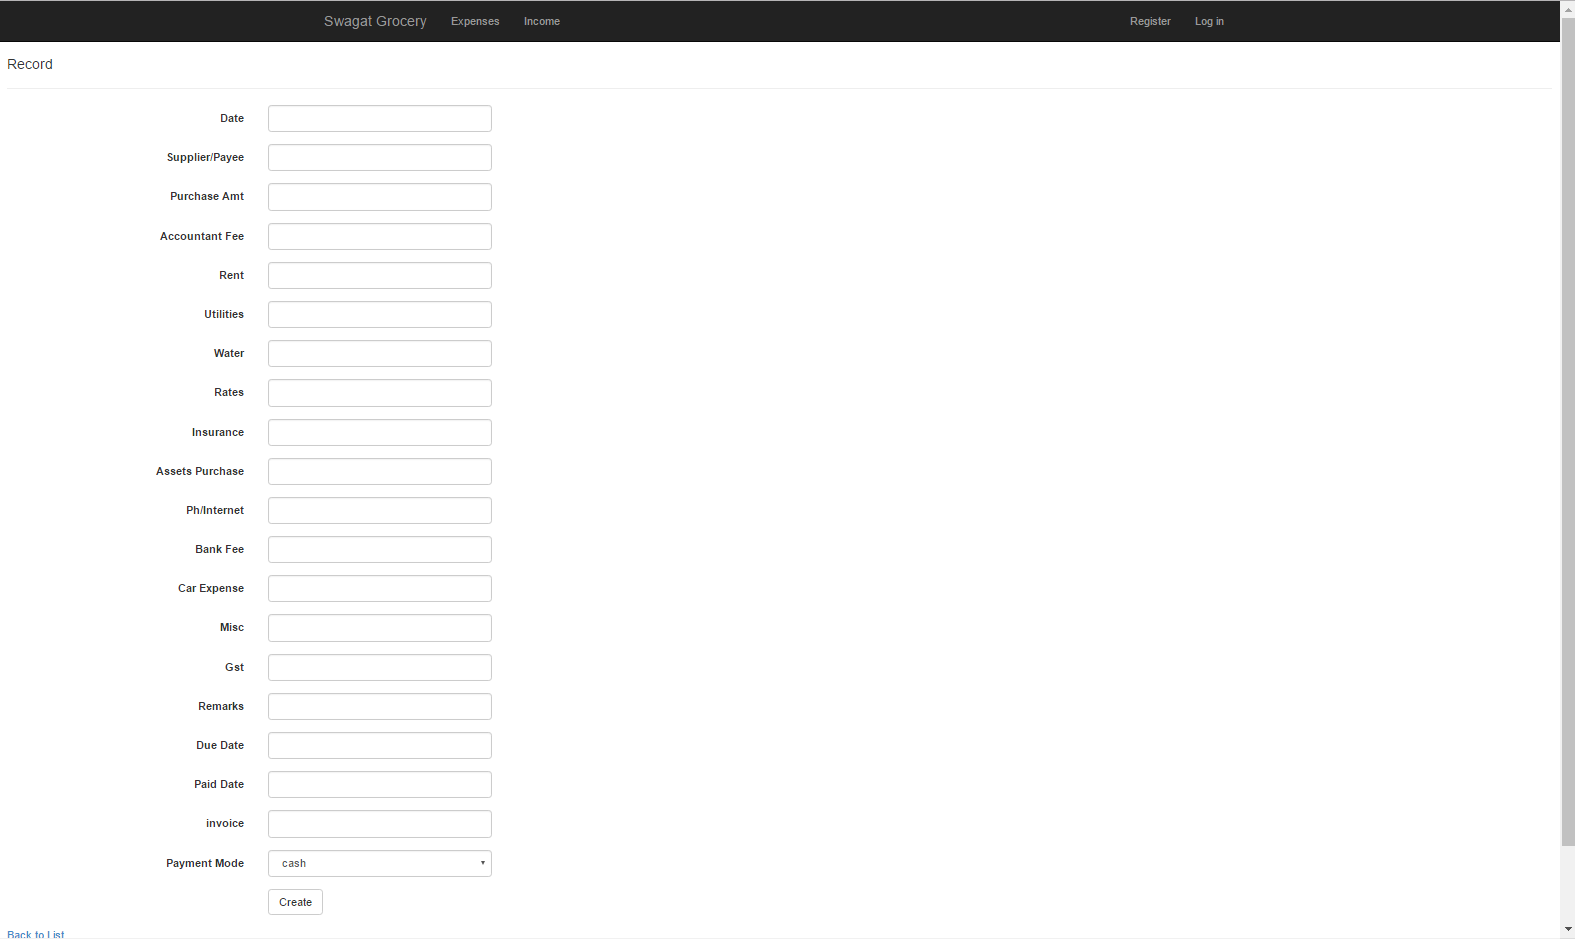 Swagat Grocery Expenses Income Register Log in
Record
Date
Supplier/Payee
Purchase Amt
Accountant Fee
Rent
Utilities
Water
Rates
Insurance
Assets Purchase
Ph/Internet
Bank Fee
Car Expense
Misc
Gst
Remarks
Due Date
Paid Date
invoice
Payment Mode cash
Create
Back to List